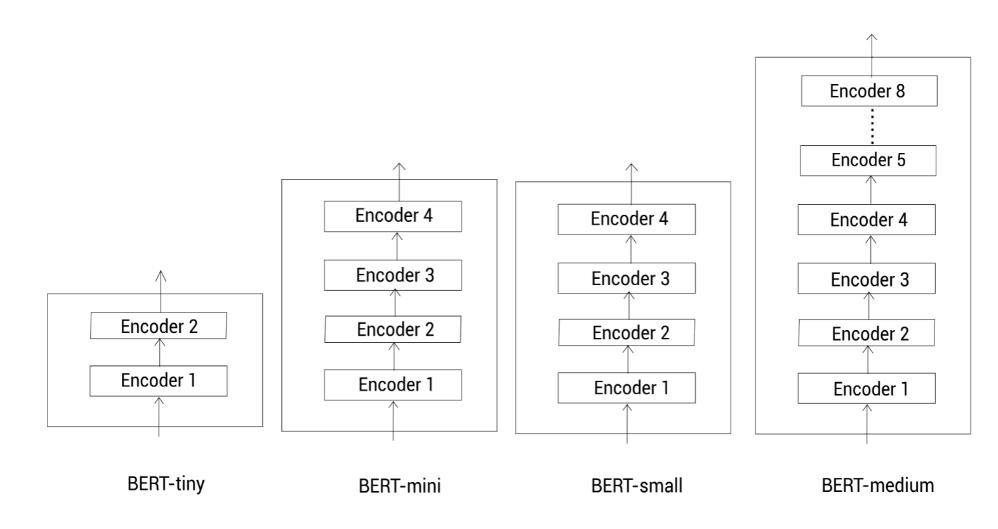 Encoder 2
Encoder 1
BERT-tiny
Encoder 4
Encoder 3
Encoder 2
Encoder 1
BERT-mini
Encoder 4
Encoder 3
Encoder 2
Encoder 1
BERT-small
Encoder 8
Encoder 5
Encoder 4
Encoder 3
Encoder 2
Encoder 1
BERT-medium